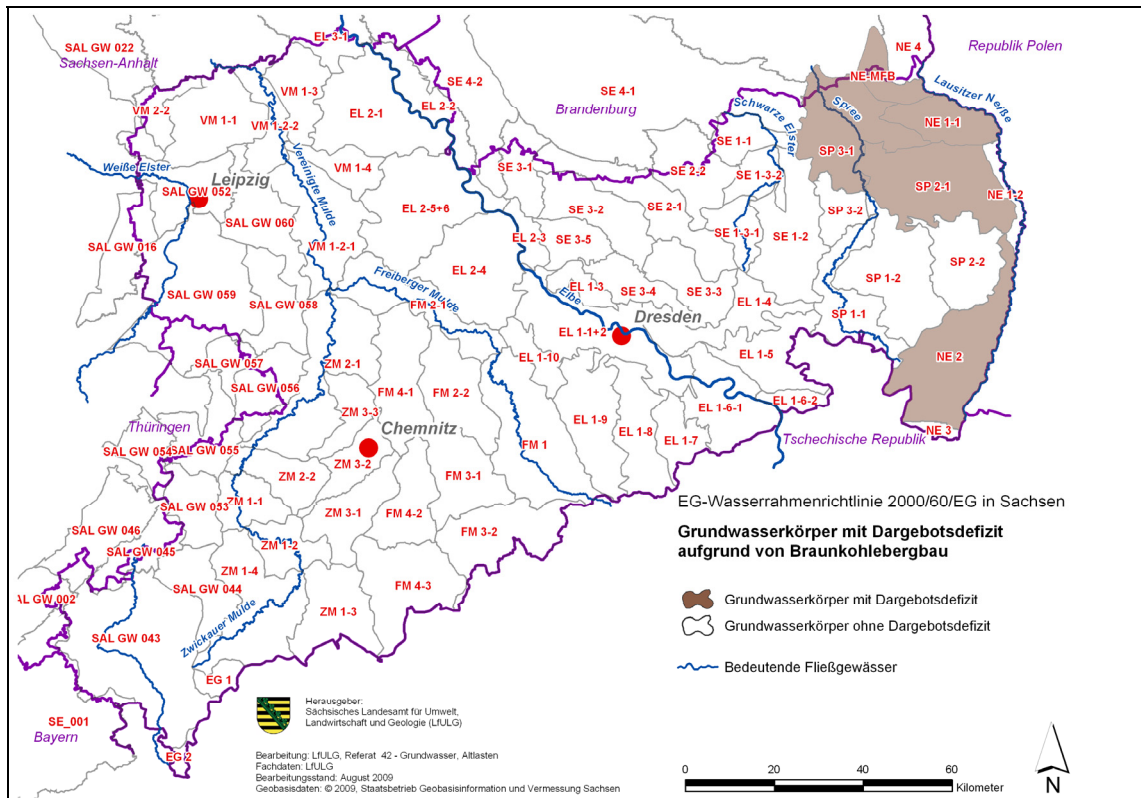 SAL GW 022
Sachsen-Anhalt
EL 3-1
NE 4
Republik Polen
NE-MFB
Lausitzer Neiße
VM 1-3
SE 4-2
SE 4-1
Brandenburg
VM 2-2
VM 1-1
VM 1-2-2
EL 2-1
EL 2-2
Schwarze Elster
Spree
NE 1-1
SE 1-1
SP 3-1
Weiße Elster
Leipzig
SAL GW 052
Vereinigte Mulde
VM 1-4
SE 3-1
SE 2-2
SE 1-3-2
SP 2-1
NE 1-2
SAL GW 060
EL 2-5+6
SE 3-2
SE 2-1
SP 3-2
SAL GW 016
VM 1-2-1
EL 2-3
SE 3-5
SE 1-3-1
SE 1-2
SP 2-2
EL 2-4
Freiberger Mulde
SP 1-2
SAL GW 059
SAL GW 058
FM 2-1
EL 1-3
Elbe
SE 3-4
SE 3-3
EL 1-4
SP 1-1
Dresden
EL 1-1+2
SAL GW 057
ZM 2-1
EL 1-10
EL 1-5
NE 2
SAL GW 056
FM 4-1
FM 2-2
EL 1-6-1
EL 1-6-2
Thüringen
ZM 3-3
Chemnitz
EL 1-9
EL 1-8
EL 1-7
NE 3
Tschechische Republik
SAL GW 054
SAL GW 055
FM 1
ZM 3-2
ZM 2-2
FM 3-1
SAL GW 053
ZM 1-1
ZM 3-1
FM 4-2
SAL GW 046
FM 3-2
SAL GW 045
ZM 1-2
ZM 1-4
SAL GW 044
FM 4-3
AL GW 002
ZM 1-3
Zwickauer Mulde
SAL GW 043
EG 1
SE_001
Bayern
EG 2
EG-Wasserrahmenrichtlinie 2000/60/EG in Sachsen
Grundwasserkörper mit Dargebotsdefizit
aufgrund von Braunkohlebergbau
Grundwasserkörper mit Dargebotsdefizit
Grundwasserkörper ohne Dargebotsdefizit
Bedeutende Fließgewässer
Herausgeber:
Sächsisches Landesamt für Umwelt,
Landwirtschaft und Geologie (LfULG)
Bearbeitung: LfULG, Referat 42 - Grundwasser, Altlasten
Fachdaten: LfULG
Bearbeitungsstand: August 2009
Geobasisdaten: © 2009, Staatsbetrieb Geobasisinformation und Vermessung Sachsen
0 20 40 60
Kilometer
N